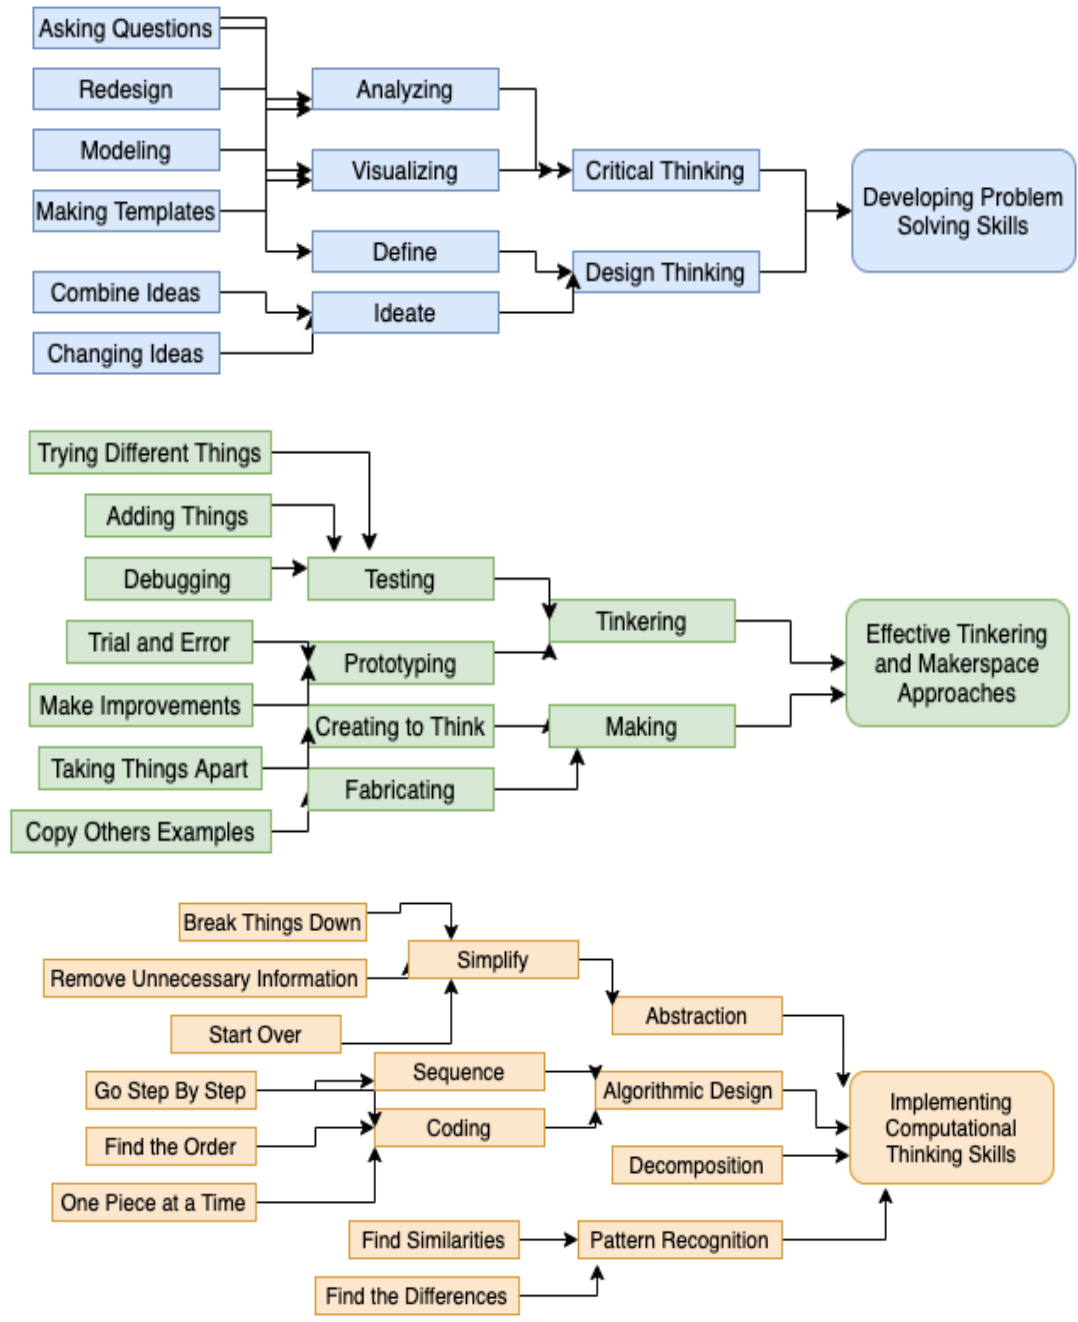 Asking Questions
Redesign
Modeling
Making Templates
Combine Ideas
Changing Ideas
Analyzing
Visualizing
Define
Ideate
Critical Thinking
Design Thinking
Developing Problem
Solving Skills
Trying Different Things
Adding Things
Debugging
Trial and Error
Make Improvements
Taking Things Apart
Copy Others Examples
Testing
Prototyping
Creating to Think
Fabricating
Tinkering
Making
Effective Tinkering
and Makerspace
Approaches
Break Things Down
Remove Unnecessary Information
Start Over
Go Step By Step
Find the Order
One Piece at a Time
Simplify
Sequence
Coding
Find Similarities
Find the Differences
Abstraction
Algorithmic Design
Decomposition
Pattern Recognition
Implementing
Computational
Thinking Skills